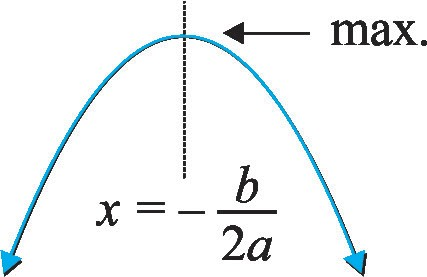 max.
x = - b/2a